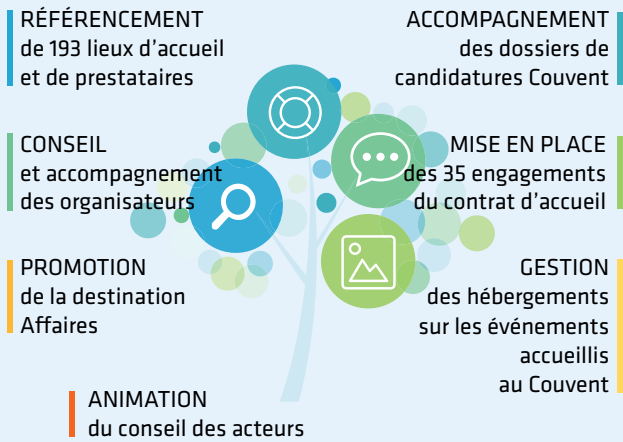 RÉFÉRENCEMENT
de 193 lieux d’accueil
et de prestataires
ACCOMPAGNEMENT
des dossiers de
candidatures Couvent
CONSEIL
et accompagnement
des organisateurs
MISE EN PLACE
des 35 engagements
du contrat d’accueil
PROMOTION
de la destination
Affaires
GESTION
des hébergements
sur les événements
accueillis
au Couvent
ANIMATION
du conseil des acteurs